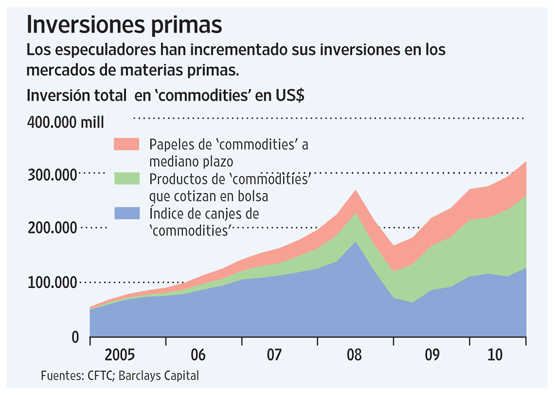 Inversiones primas
Los especuladores han incrementado sus inversiones en los
mercados de materias primas.
Inversión total en ‘commodities’ en US$
400.000 mill
Papeles de ‘commodities’ a
mediano plazo
300.000
Productos de ‘commodities’
que cotizan en bolsa
200.000
Índice de canjes de
‘commodities’
100.000
0
2005 06 07 08 09 10
Fuentes: CFTC; Barclays Capital